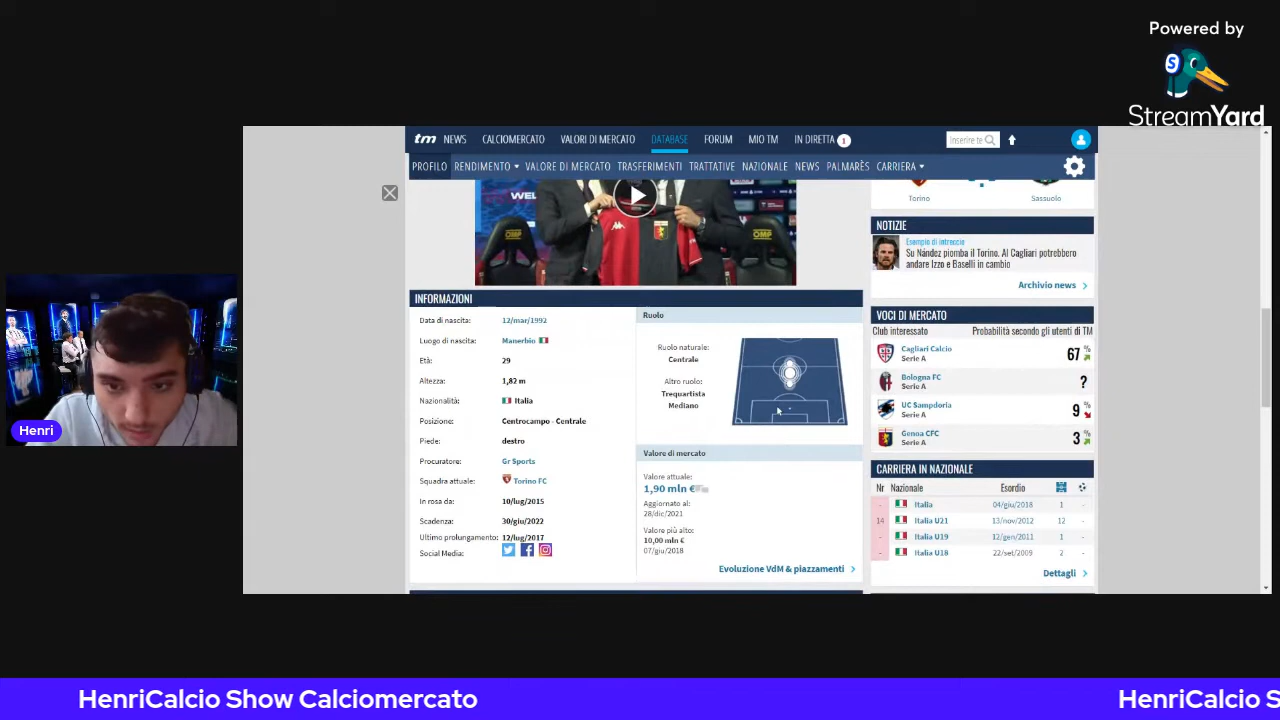 Powered by
S
StreamYard
tm NEWS CALCIOMERCATO VALORI DI MERCATO DATABASE FORUM MIO TM IN DIRETTA 1 Inserire te
PROFILO RENDIMENTO VALORE DI MERCATO TRASFERIMENTI TRATTATIVE NAZIONALE NEWS PALMARÈS CARRIERA
WEL
OMP
OMP
Torino Sassuolo
NOTIZIE
Esempio di intreccio
Su Nández piomba il Torino. Al Cagliari potrebbero
andare Izzo e Baselli in cambio
Archivio news
INFORMAZIONI
Data di nascita: 12/mar/1992
Luogo di nascita: Manerbio
Età: 29
Altezza: 1,82 m
Nazionalità: Italia
Posizione: Centrocampo - Centrale
Piede: destro
Procuratore: Gr Sports
Squadra attuale: Torino FC
In rosa da: 10/lug/2015
Scadenza: 30/giu/2022
Ultimo prolungamento: 12/lug/2017
Social Media:
Ruolo
Ruolo naturale:
Centrale
Altro ruolo:
Trequartista
Mediano
Valore di mercato
Valore attuale:
1,90 mln €
Aggiornato al:
28/dic/2021
Valore più alto:
10,00 mln €
07/giu/2018
Evoluzione VdM & piazzamenti
VOCI DI MERCATO
Club interessato Probabilità secondo gli utenti di TM
Cagliari Calcio
Serie A
67 %
Bologna FC
Serie A
?
UC Sampdoria
Serie A
9 %
Genoa CFC
Serie A
3 %
CARRIERA IN NAZIONALE
Nr Nazionale Esordio
- Italia 04/giu/2018 1 -
14 Italia U21 13/nov/2012 12 -
- Italia U19 12/gen/2011 1 -
- Italia U18 22/set/2009 2 -
Dettagli
Henri
HenriCalcio Show Calciomercato
HenriCalcio S